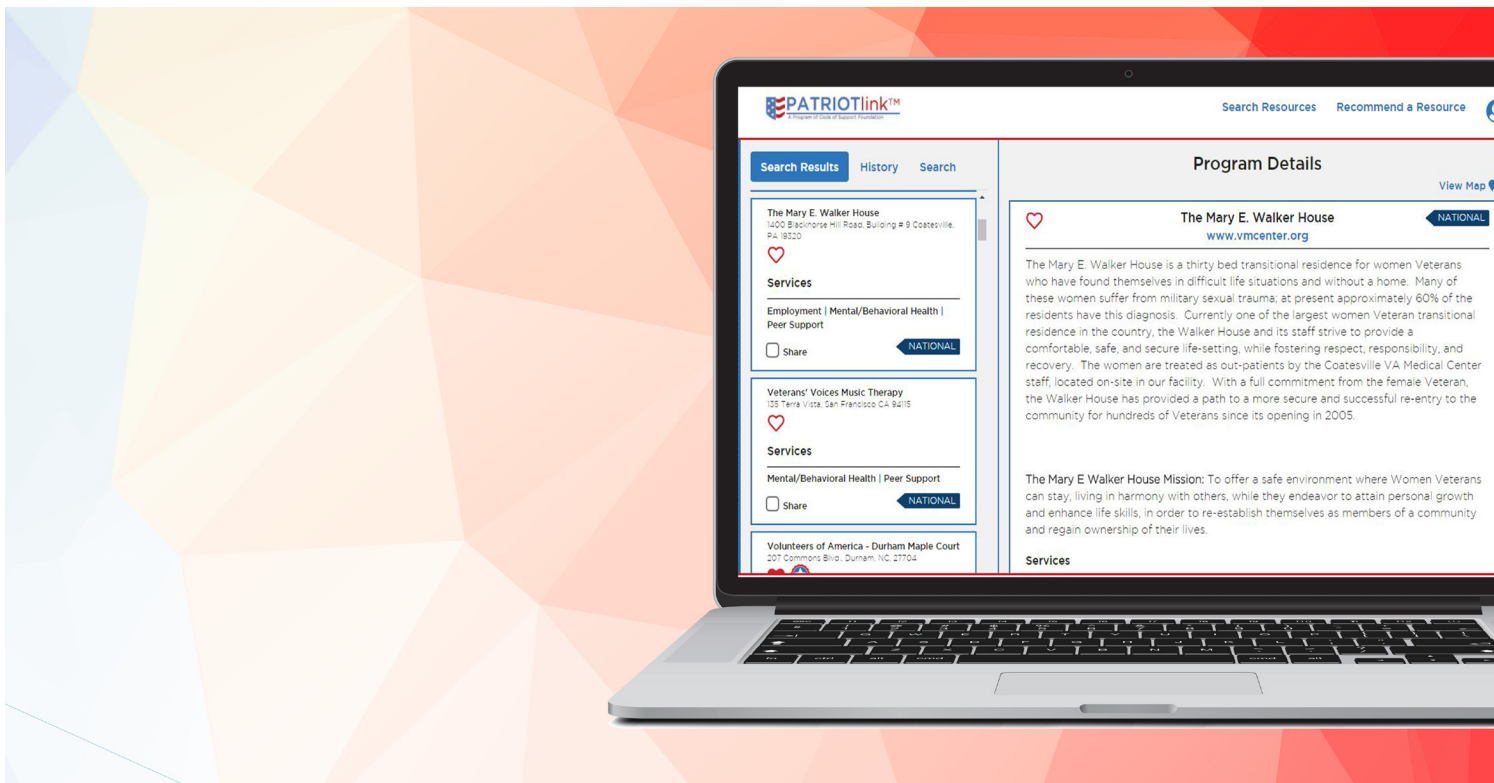 PATRIOTlink™
A Program of Code of Support Foundation
Search Resources Recommend a Resource
Search Results History Search
The Mary E. Walker House
1400 Blackhorse Hill Road, Building # 9 Coatesville,
PA 19320
Services
Employment | Mental/Behavioral Health |
Peer Support
Share NATIONAL
Veterans' Voices Music Therapy
135 Terra Vista, San Francisco CA 94115
Services
Mental/Behavioral Health | Peer Support
Share NATIONAL
Volunteers of America - Durham Maple Court
207 Commons Blvd., Durham, NC, 27704
Program Details
View Map
The Mary E. Walker House NATIONAL
www.vmcenter.org
The Mary E. Walker House is a thirty bed transitional residence for women Veterans
who have found themselves in difficult life situations and without a home. Many of
these women suffer from military sexual trauma; at present approximately 60% of the
residents have this diagnosis. Currently one of the largest women Veteran transitional
residence in the country, the Walker House and its staff strive to provide a
comfortable, safe, and secure life-setting, while fostering respect, responsibility, and
recovery. The women are treated as out-patients by the Coatesville VA Medical Center
staff, located on-site in our facility. With a full commitment from the female Veteran,
the Walker House has provided a path to a more secure and successful re-entry to the
community for hundreds of Veterans since its opening in 2005.
The Mary E Walker House Mission: To offer a safe environment where Women Veterans
can stay, living in harmony with others, while they endeavor to attain personal growth
and enhance life skills, in order to re-establish themselves as members of a community
and regain ownership of their lives.
Services